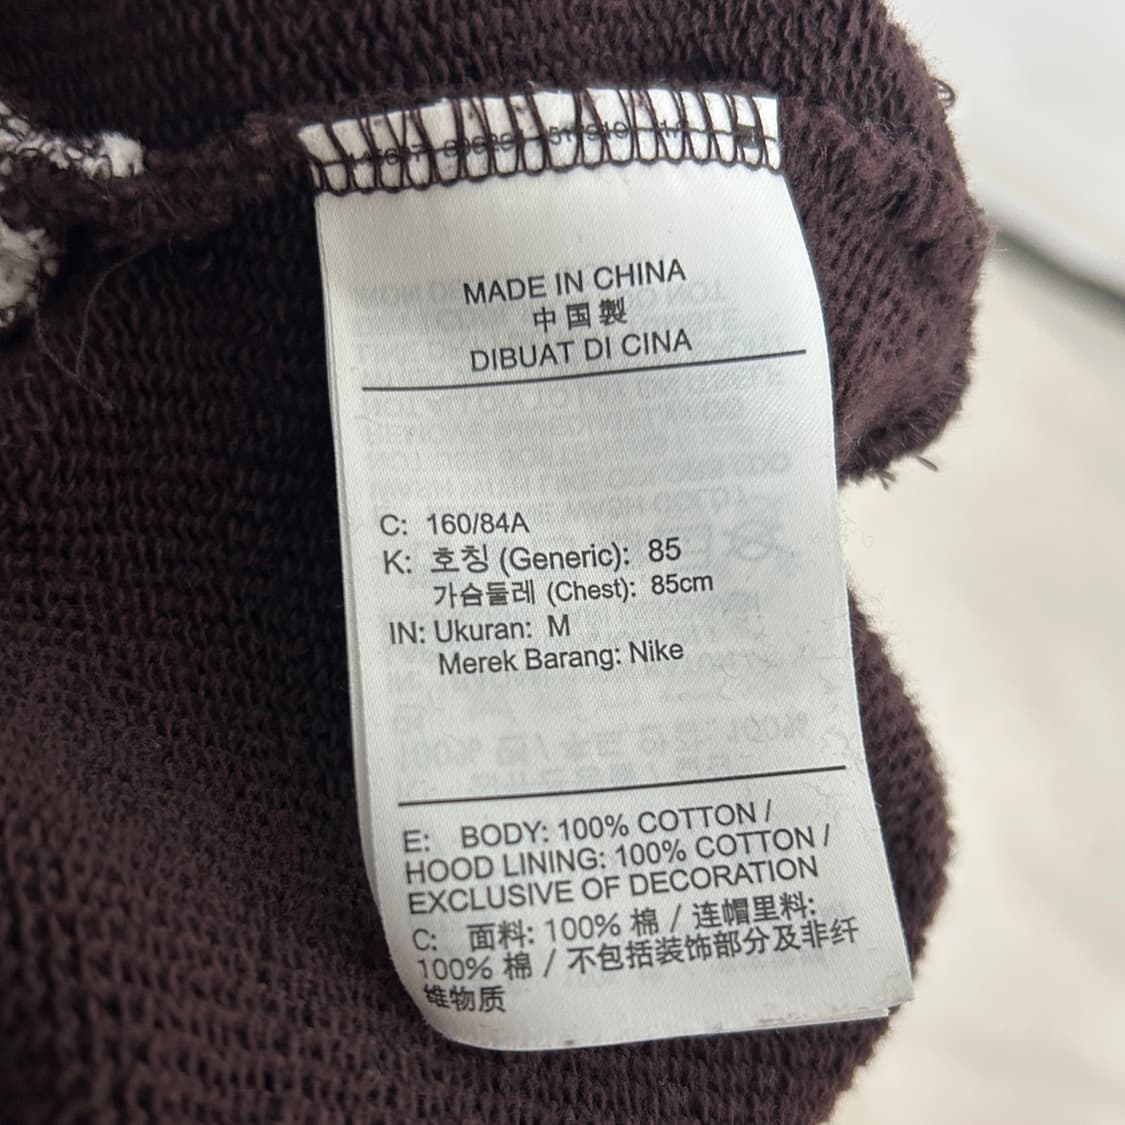 MADE IN CHINA
中国製
DIBUAT DI CINA
C: 160/84A
K: 호칭 (Generic): 85
가슴둘레 (Chest): 85cm
IN: Ukuran: M
Merek Barang: Nike
E: BODY: 100% COTTON /
HOOD LINING: 100% COTTON /
EXCLUSIVE OF DECORATION
C: 面料: 100% 棉 / 连帽里料:
100% 棉 / 不包括装饰部分及非纤
维物质